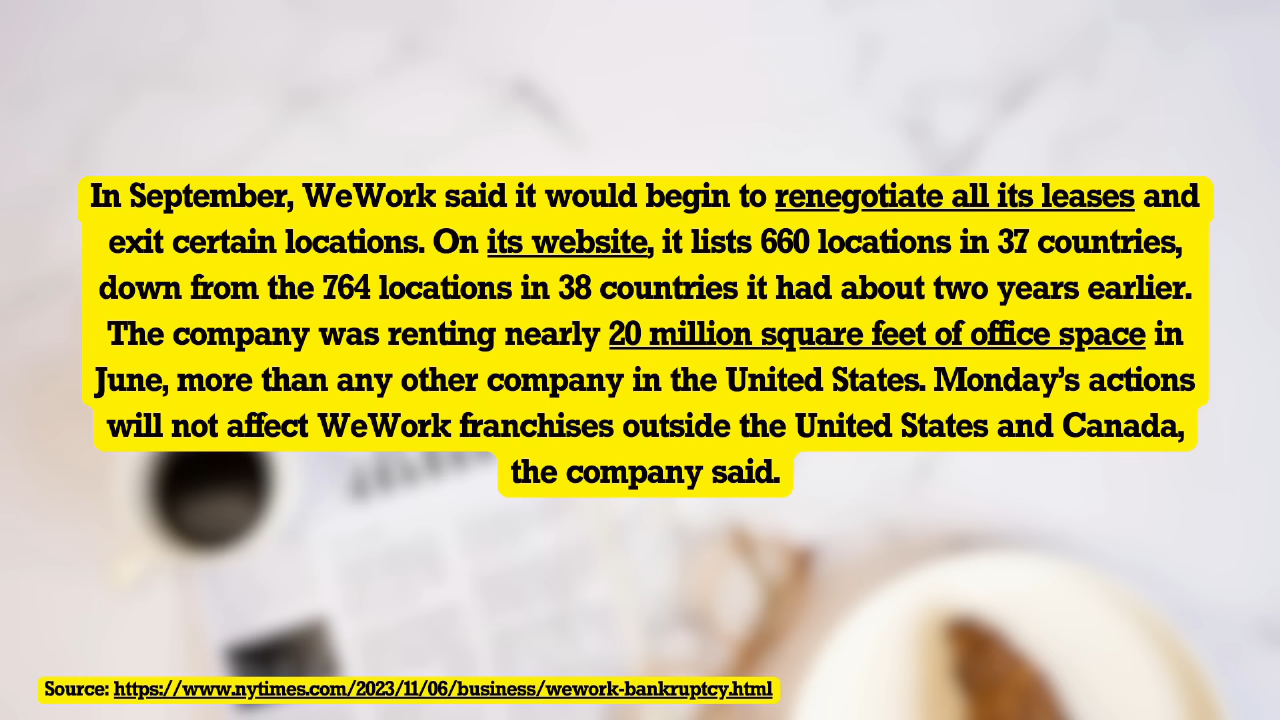 In September, WeWork said it would begin to renegotiate all its leases and
exit certain locations. On its website, it lists 660 locations in 37 countries,
down from the 764 locations in 38 countries it had about two years earlier.
The company was renting nearly 20 million square feet of office space in
June, more than any other company in the United States. Monday’s actions
will not affect WeWork franchises outside the United States and Canada,
the company said.
Source: https://www.nytimes.com/2023/11/06/business/wework-bankruptcy.html